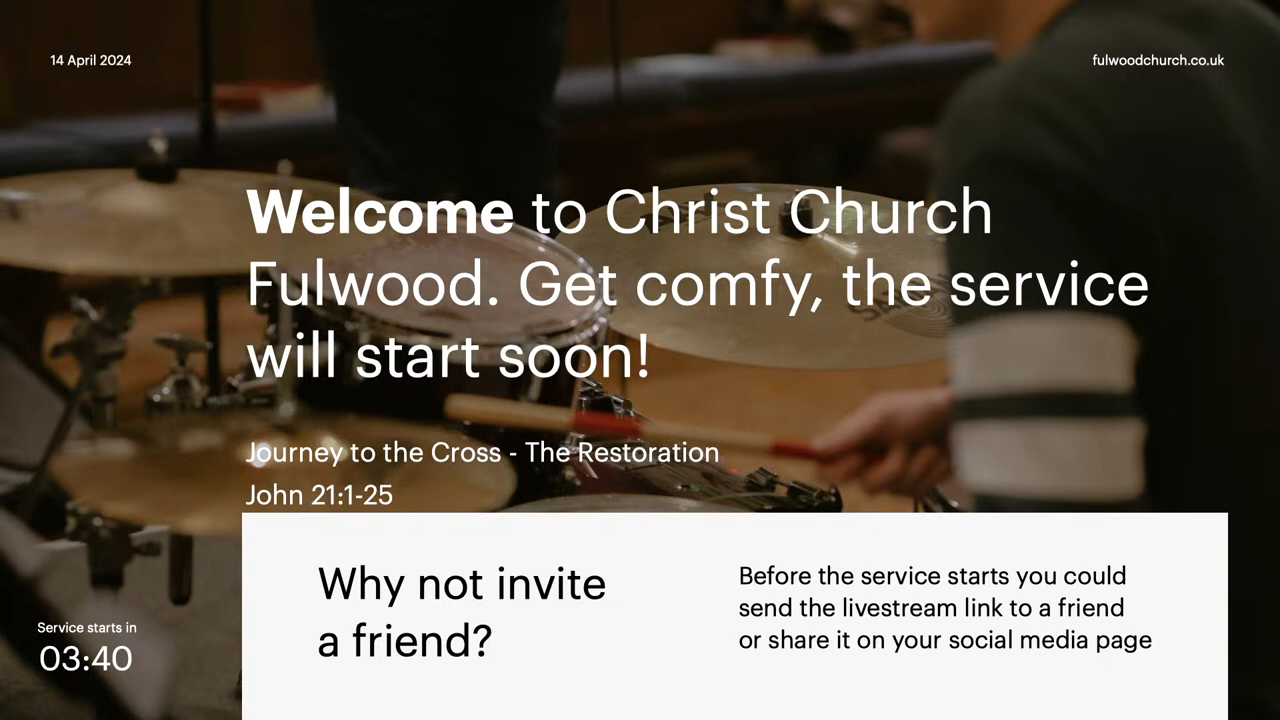 14 April 2024
fulwoodchurch.co.uk
Welcome to Christ Church
Fulwood. Get comfy, the service
will start soon!
Journey to the Cross - The Restoration
John 21:1-25
Why not invite
a friend?
Before the service starts you could
send the livestream link to a friend
or share it on your social media page
Service starts in
03:40